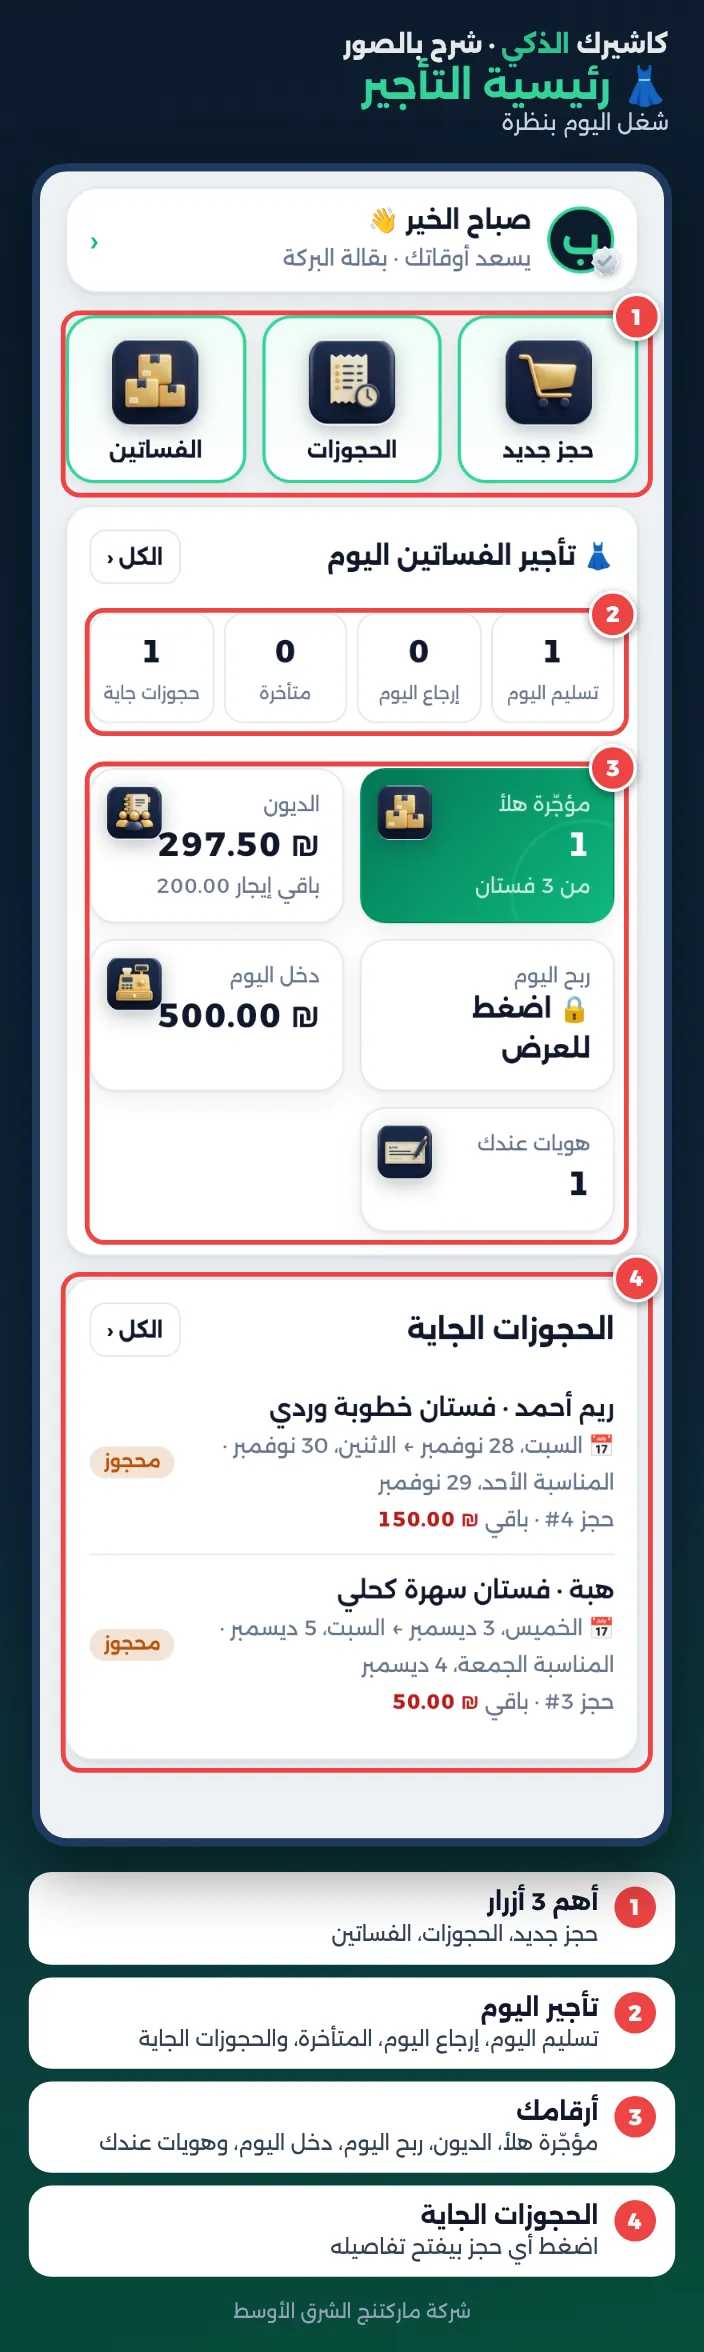 كاشيرك الذكي · شرح بالصور
رئيسية التأجير
شغل اليوم بنظرة
صباح الخير 👋
يسعد أوقاتك · بقالة البركة
ب
1
حجز جديد
الحجوزات
الفساتين
تأجير الفساتين اليوم
الكل ‹
2
1
تسليم اليوم
0
إرجاع اليوم
0
متأخرة
1
حجوزات جاية
3
مؤجّرة هلأ
1
من 3 فستان
الديون
₪ 297.50
باقي إيجار 200.00
ربح اليوم
🔒 اضغط
للعرض
دخل اليوم
₪ 500.00
هويات عندك
1
4
الحجوزات الجاية
الكل ‹
ريم أحمد · فستان خطوبة وردي
📅 السبت، 28 نوفمبر ← الاثنين، 30 نوفمبر ·
المناسبة الأحد، 29 نوفمبر
حجز #4 · باقي ₪ 150.00
محجوز
هبة · فستان سهرة كحلي
📅 الخميس، 3 ديسمبر ← السبت، 5 ديسمبر ·
المناسبة الجمعة، 4 ديسمبر
حجز #3 · باقي ₪ 50.00
محجوز
1
أهم 3 أزرار
حجز جديد، الحجوزات، الفساتين
2
تأجير اليوم
تسليم اليوم، إرجاع اليوم، المتأخرة، والحجوزات الجاية
3
أرقامك
مؤجّرة هلأ، الديون، ربح اليوم، دخل اليوم، وهويات عندك
4
الحجوزات الجاية
اضغط أي حجز بيفتح تفاصيله
شركة ماركتنج الشرق الأوسط